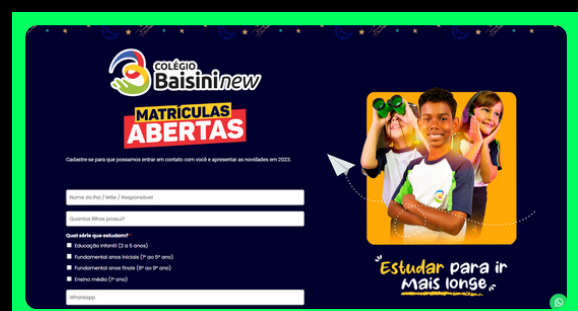 COLÉGIO
Baisininew
MATRÍCULAS
ABERTAS
Cadastre-se para que possamos entrar em contato com você e apresentar as novidades em 2023.
Nome do Pai / Mãe / Responsável
Quantos filhos possui?
Qual série que estudam? *
Educação Infantil (2 a 5 anos)
Fundamental anos iniciais (1º ao 5º ano)
Fundamental anos finais (6º ao 9º ano)
Ensino médio (1º ano)
Whatsapp
Estudar para ir
Mais longe